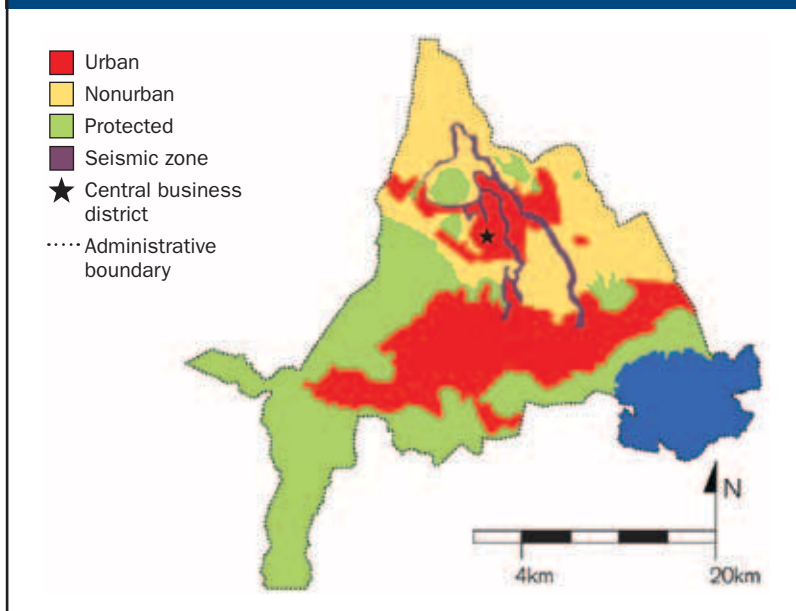 Urban
Nonurban
Protected
Seismic zone
Central business
district
Administrative
boundary
N
4km 20km